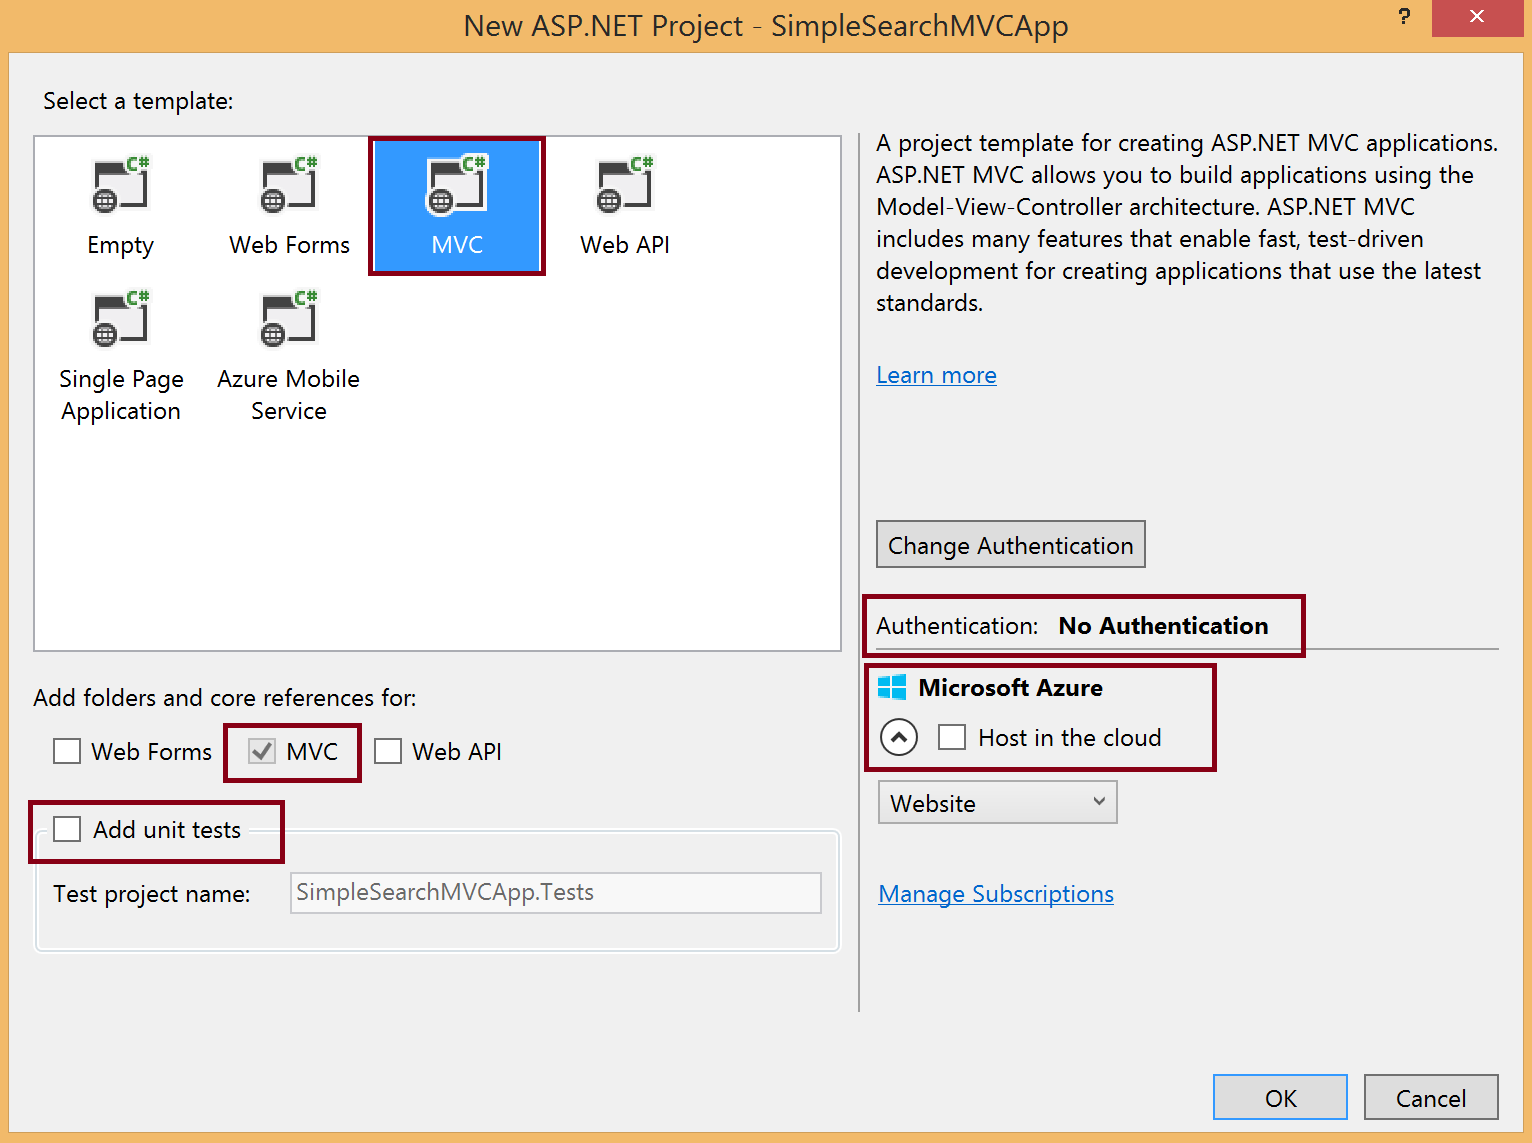 New ASP.NET Project - SimpleSearchMVCApp
?
Select a template:
C# C# C# C#
Empty
Web Forms
MVC
Web API
C# C#
Single Page
Application
Azure Mobile
Service
Add folders and core references for:
Web Forms
MVC
Web API
Add unit tests
Test project name:
SimpleSearchMVCApp.Tests
A project template for creating ASP.NET MVC applications.
ASP.NET MVC allows you to build applications using the
Model-View-Controller architecture. ASP.NET MVC
includes many features that enable fast, test-driven
development for creating applications that use the latest
standards.
Learn more
Change Authentication
Authentication: No Authentication
Microsoft Azure
Host in the cloud
Website
Manage Subscriptions
OK
Cancel